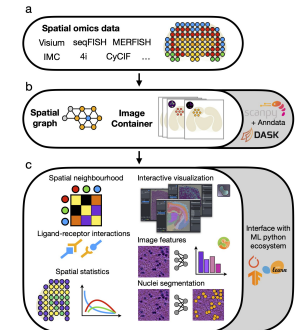 a
Spatial omics data
Visium seqFISH MERFISH
IMC 4i CyCIF ...
b
Spatial
graph
Image
Container
scanpy
+ Anndata
DASK
c
Spatial neighbourhood
Interactive visualization
Ligand-receptor interactions
Image features
Spatial statistics
Nuclei segmentation
Interface with
ML python
ecosystem
learn